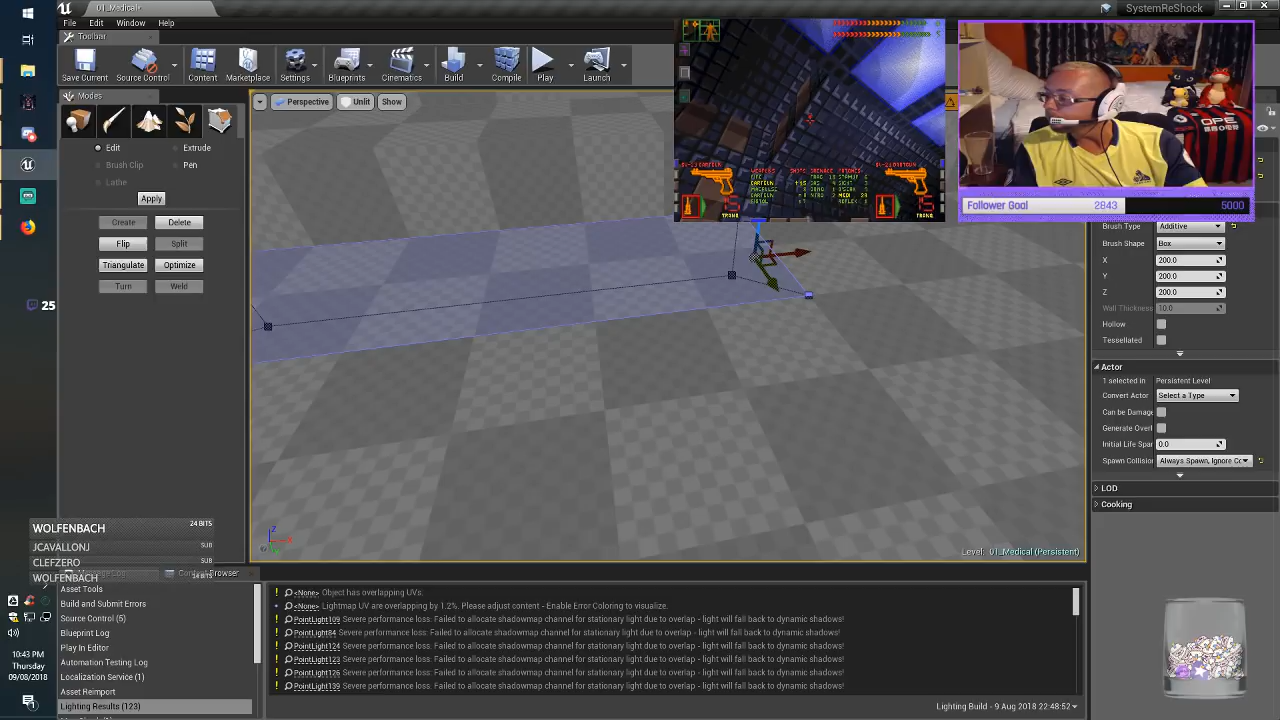 01_Medical*
SystemReShock
File Edit Window Help
Toolbar
Save Current
Source Control
Content
Marketplace
Settings
Blueprints
Cinematics
Build
Compile
Play
Launch
Modes
Perspective
Unlit
Show
Edit
Extrude
Brush Clip
Pen
Lathe
Apply
Create
Delete
Flip
Split
Triangulate
Optimize
Turn
Weld
25
Follower Goal 2843 5000
Brush Type Additive
Brush Shape Box
X 200.0
Y 200.0
Z 200.0
Wall Thickness 10.0
Hollow
Tessellated
Actor
1 selected in Persistent Level
Convert Actor Select a Type
Can be Damage
Generate Overl
Initial Life Spar 0.0
Spawn Collision Always Spawn, Ignore Co
LOD
Cooking
Level: 01_Medical (Persistent)
WOLFENBACH 24 BITS
JCAVALLONJ SUB
CLEFZERO SUB
WOLFENBACH
Asset Tools
Build and Submit Errors
Source Control (5)
Blueprint Log
Play In Editor
Automation Testing Log
Localization Service (1)
Asset Reimport
Lighting Results (123)
<None> Object has overlapping UVs.
<None> Lightmap UV are overlapping by 1.2%. Please adjust content - Enable Error Coloring to visualize.
PointLight109 Severe performance loss: Failed to allocate shadowmap channel for stationary light due to overlap - light will fall back to dynamic shadows!
PointLight84 Severe performance loss: Failed to allocate shadowmap channel for stationary light due to overlap - light will fall back to dynamic shadows!
PointLight124 Severe performance loss: Failed to allocate shadowmap channel for stationary light due to overlap - light will fall back to dynamic shadows!
PointLight123 Severe performance loss: Failed to allocate shadowmap channel for stationary light due to overlap - light will fall back to dynamic shadows!
PointLight126 Severe performance loss: Failed to allocate shadowmap channel for stationary light due to overlap - light will fall back to dynamic shadows!
PointLight139 Severe performance loss: Failed to allocate shadowmap channel for stationary light due to overlap - light will fall back to dynamic shadows!
Lighting Build - 9 Aug 2018 22:48:52
10:43 PM
Thursday
09/08/2018